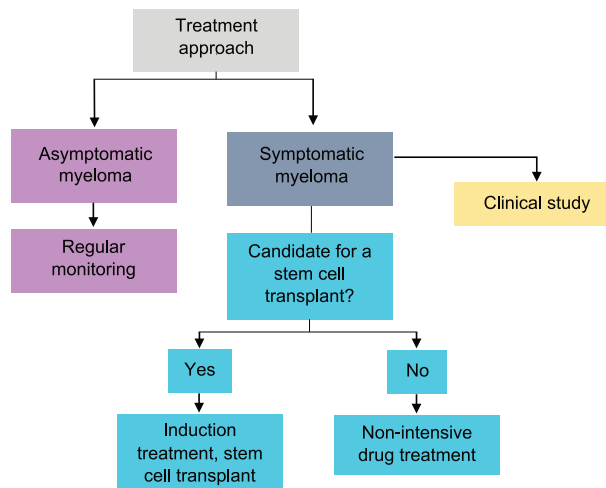 Treatment
approach
Asymptomatic
myeloma
Symptomatic
myeloma
Clinical study
Regular
monitoring
Candidate for a
stem cell
transplant?
Yes
No
Induction
treatment, stem
cell transplant
Non-intensive
drug treatment